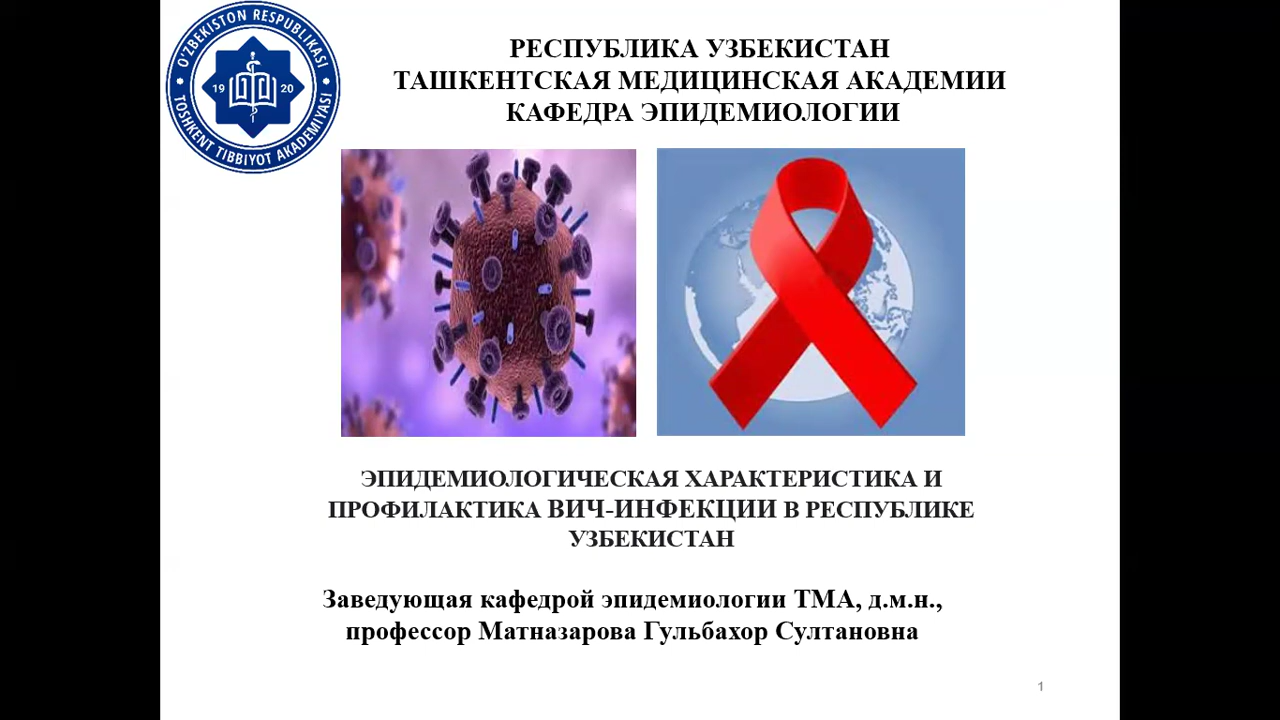 O'ZBEKISTON RESPUBLIKASI
19 20
TOSHKENT TIBBIYOT AKADEMIYASI
РЕСПУБЛИКА УЗБЕКИСТАН
ТАШКЕНТСКАЯ МЕДИЦИНСКАЯ АКАДЕМИИ
КАФЕДРА ЭПИДЕМИОЛОГИИ
ЭПИДЕМИОЛОГИЧЕСКАЯ ХАРАКТЕРИСТИКА И
ПРОФИЛАКТИКА ВИЧ-ИНФЕКЦИИ В РЕСПУБЛИКЕ
УЗБЕКИСТАН
Заведующая кафедрой эпидемиологии ТМА, д.м.н.,
профессор Матназарова Гульбахор Султановна
1